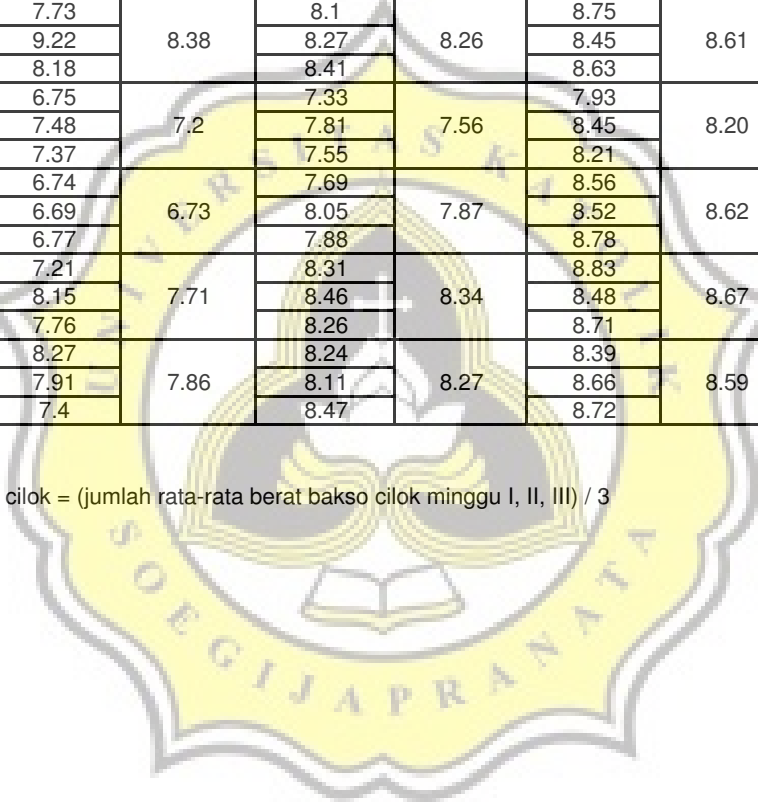 7.73 8.1 8.75
9.22 8.38 8.27 8.26 8.45 8.61
8.18 8.41 8.63
6.75 7.33 7.93
7.48 7.2 7.81 7.56 8.45 8.20
7.37 7.55 8.21
6.74 7.69 8.56
6.69 6.73 8.05 7.87 8.52 8.62
6.77 7.88 8.78
7.21 8.31 8.83
8.15 7.71 8.46 8.34 8.48 8.67
7.76 8.26 8.71
8.27 8.24 8.39
7.91 7.86 8.11 8.27 8.66 8.59
7.4 8.47 8.72
cilok = (jumlah rata-rata berat bakso cilok minggu I, II, III) / 3
UNIVERSITAS KATOLIK
SOEGIJAPRANATA